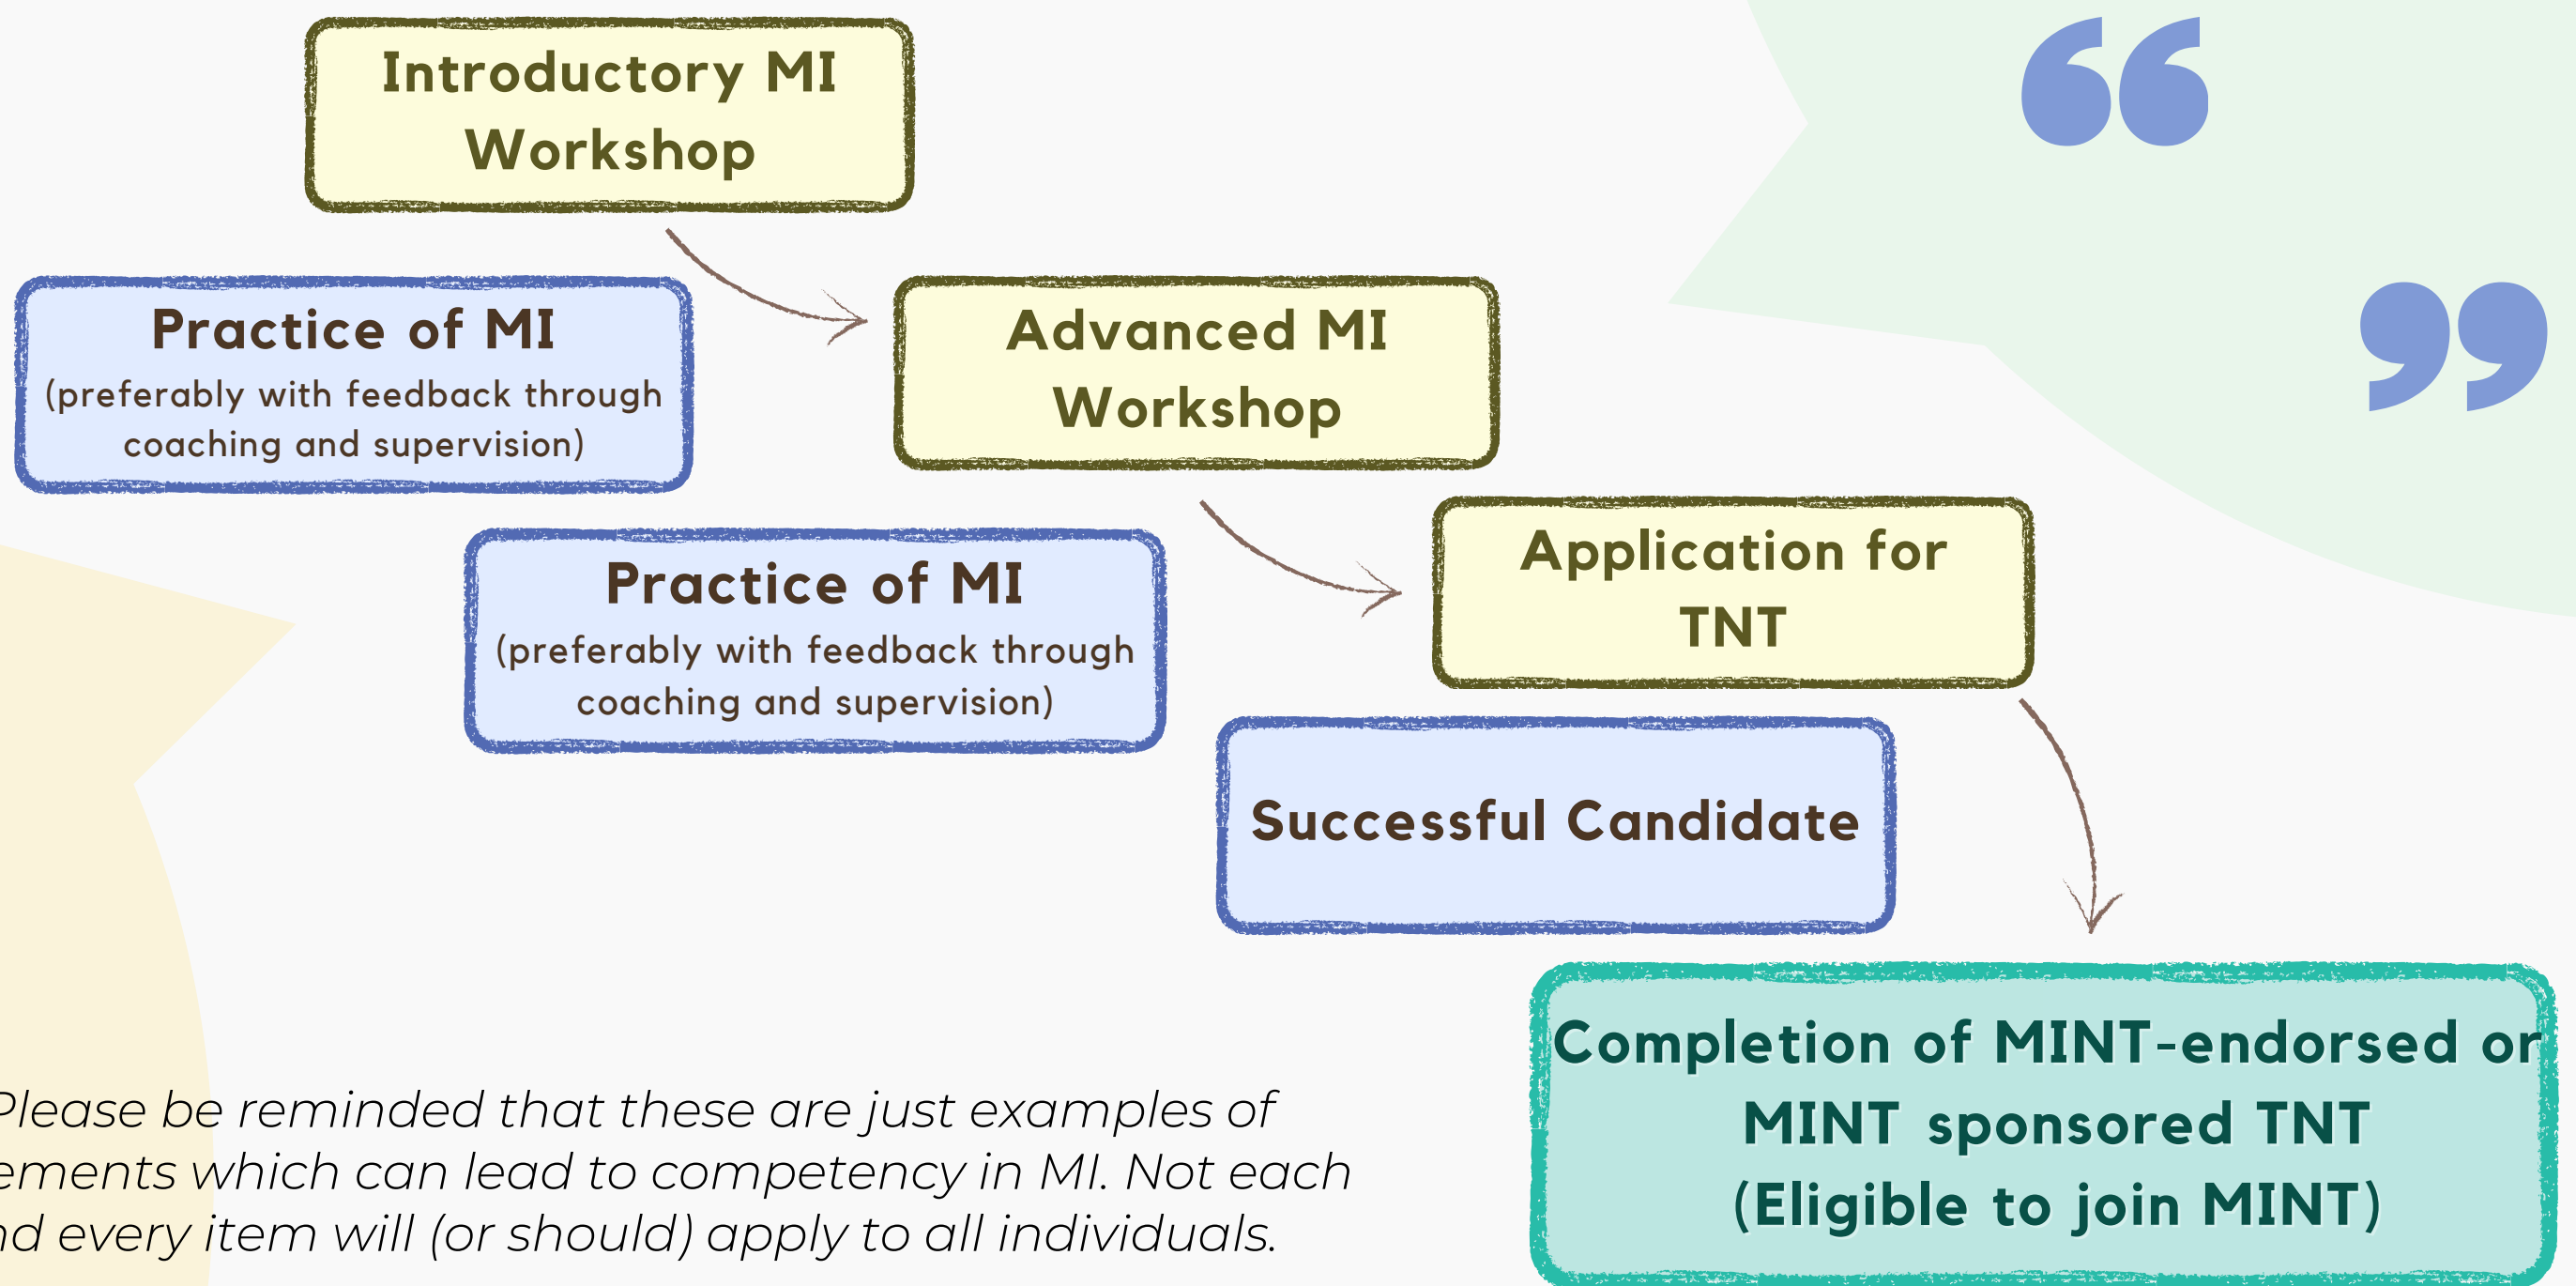 Introductory MI
Workshop
Practice of MI
(preferably with feedback through
coaching and supervision)
Advanced MI
Workshop
Practice of MI
(preferably with feedback through
coaching and supervision)
Application for
TNT
Successful Candidate
Completion of MINT-endorsed or
MINT sponsored TNT
(Eligible to join MINT)
Please be reminded that these are just examples of
ements which can lead to competency in MI. Not each
nd every item will (or should) apply to all individuals.